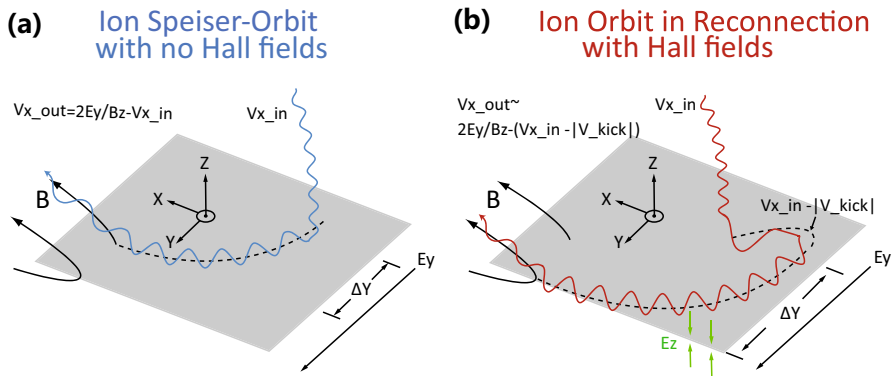 (a)
Ion Speiser-Orbit
with no Hall fields
Vx_out=2Ey/Bz-Vx_in
Vx_in
Z
X
Y
B
Ey
ΔY
(b)
Ion Orbit in Reconnection
with Hall fields
Vx_out~
2Ey/Bz-(Vx_in -|V_kick|)
Vx_in
Z
X
Y
B
Vx_in -|V_kick|
Ey
ΔY
Ez